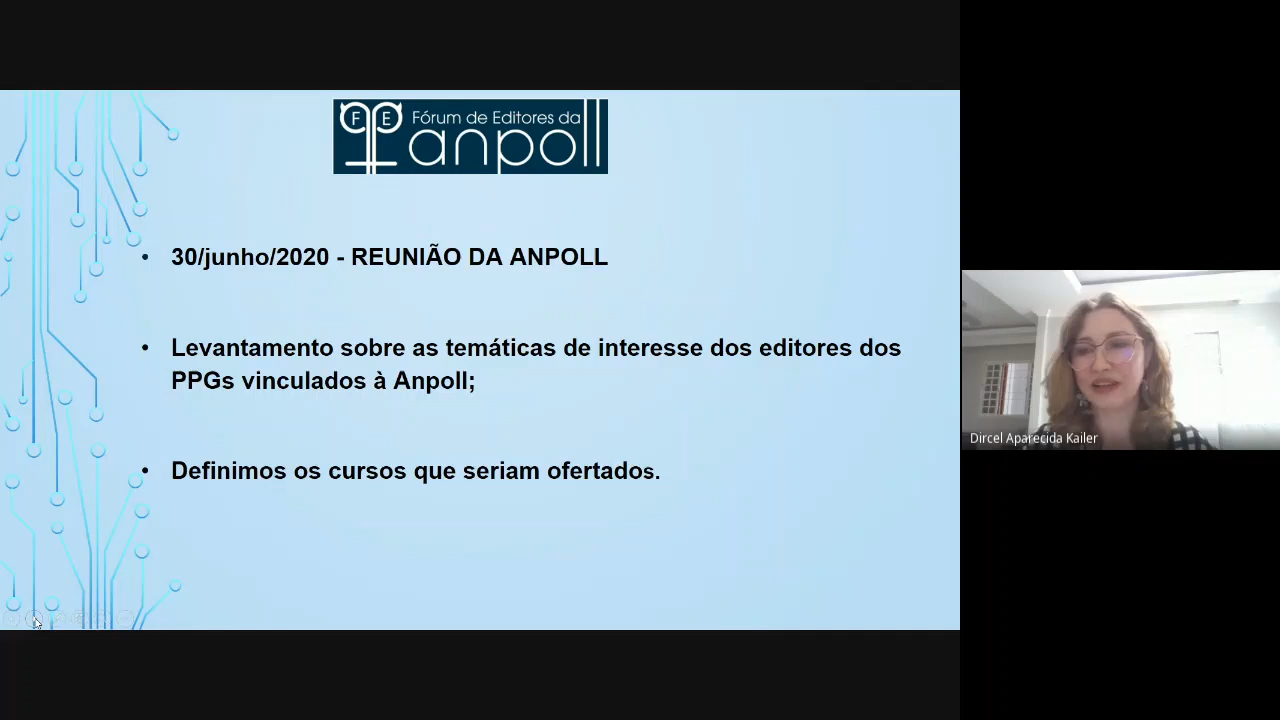 F E Fórum de Editores da
anpoll
• 30/junho/2020 - REUNIÃO DA ANPOLL
• Levantamento sobre as temáticas de interesse dos editores dos
PPGs vinculados à Anpoll;
• Definimos os cursos que seriam ofertados.
Dircel Aparecida Kailer